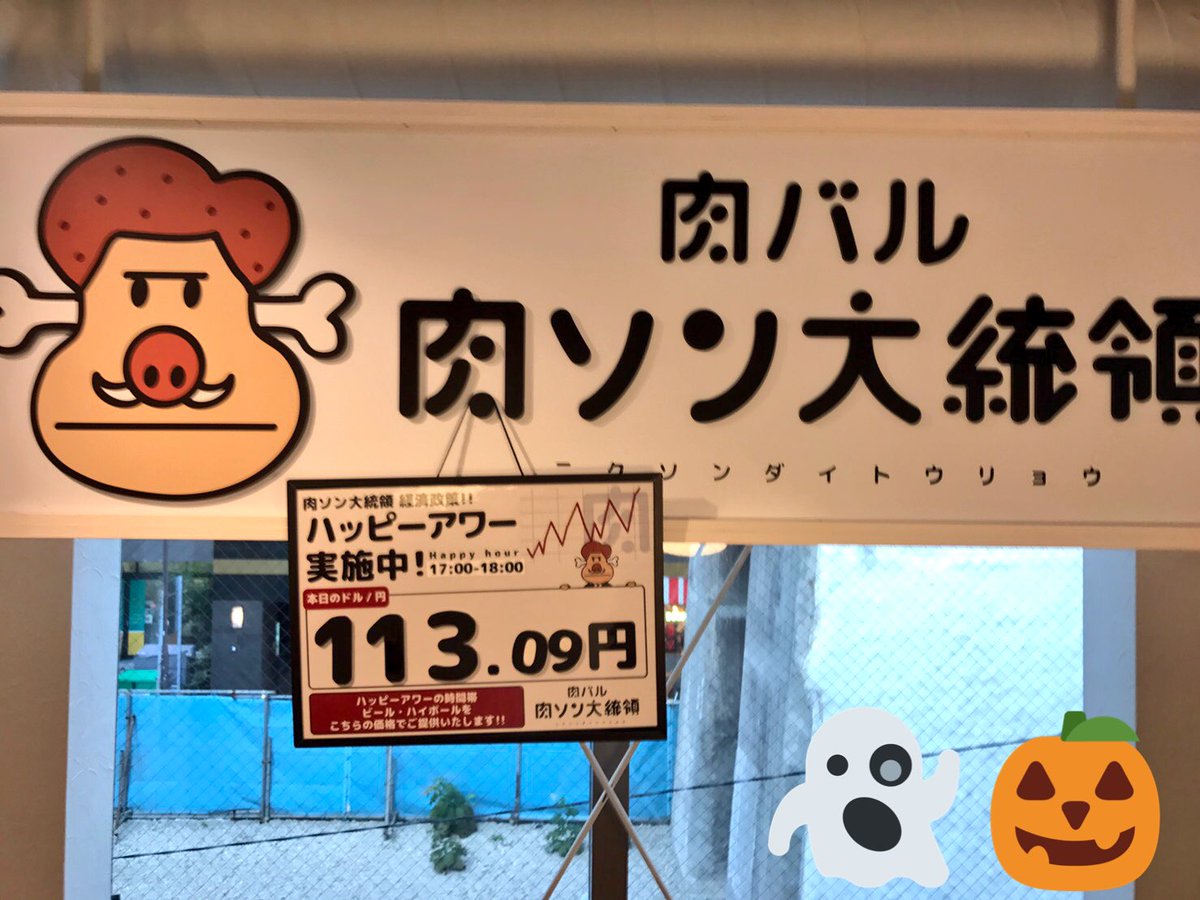 肉バル
肉ソン大統領
ニクソンダイトウリョウ
肉ソン大統領 経済政策!!
ハッピーアワー
実施中!
Happy hour
17:00-18:00
本日のドル/円
113.09円
ハッピーアワーの時間帯
ビール・ハイボールを
こちらの価格でご提供いたします!!
肉バル
肉ソン大統領